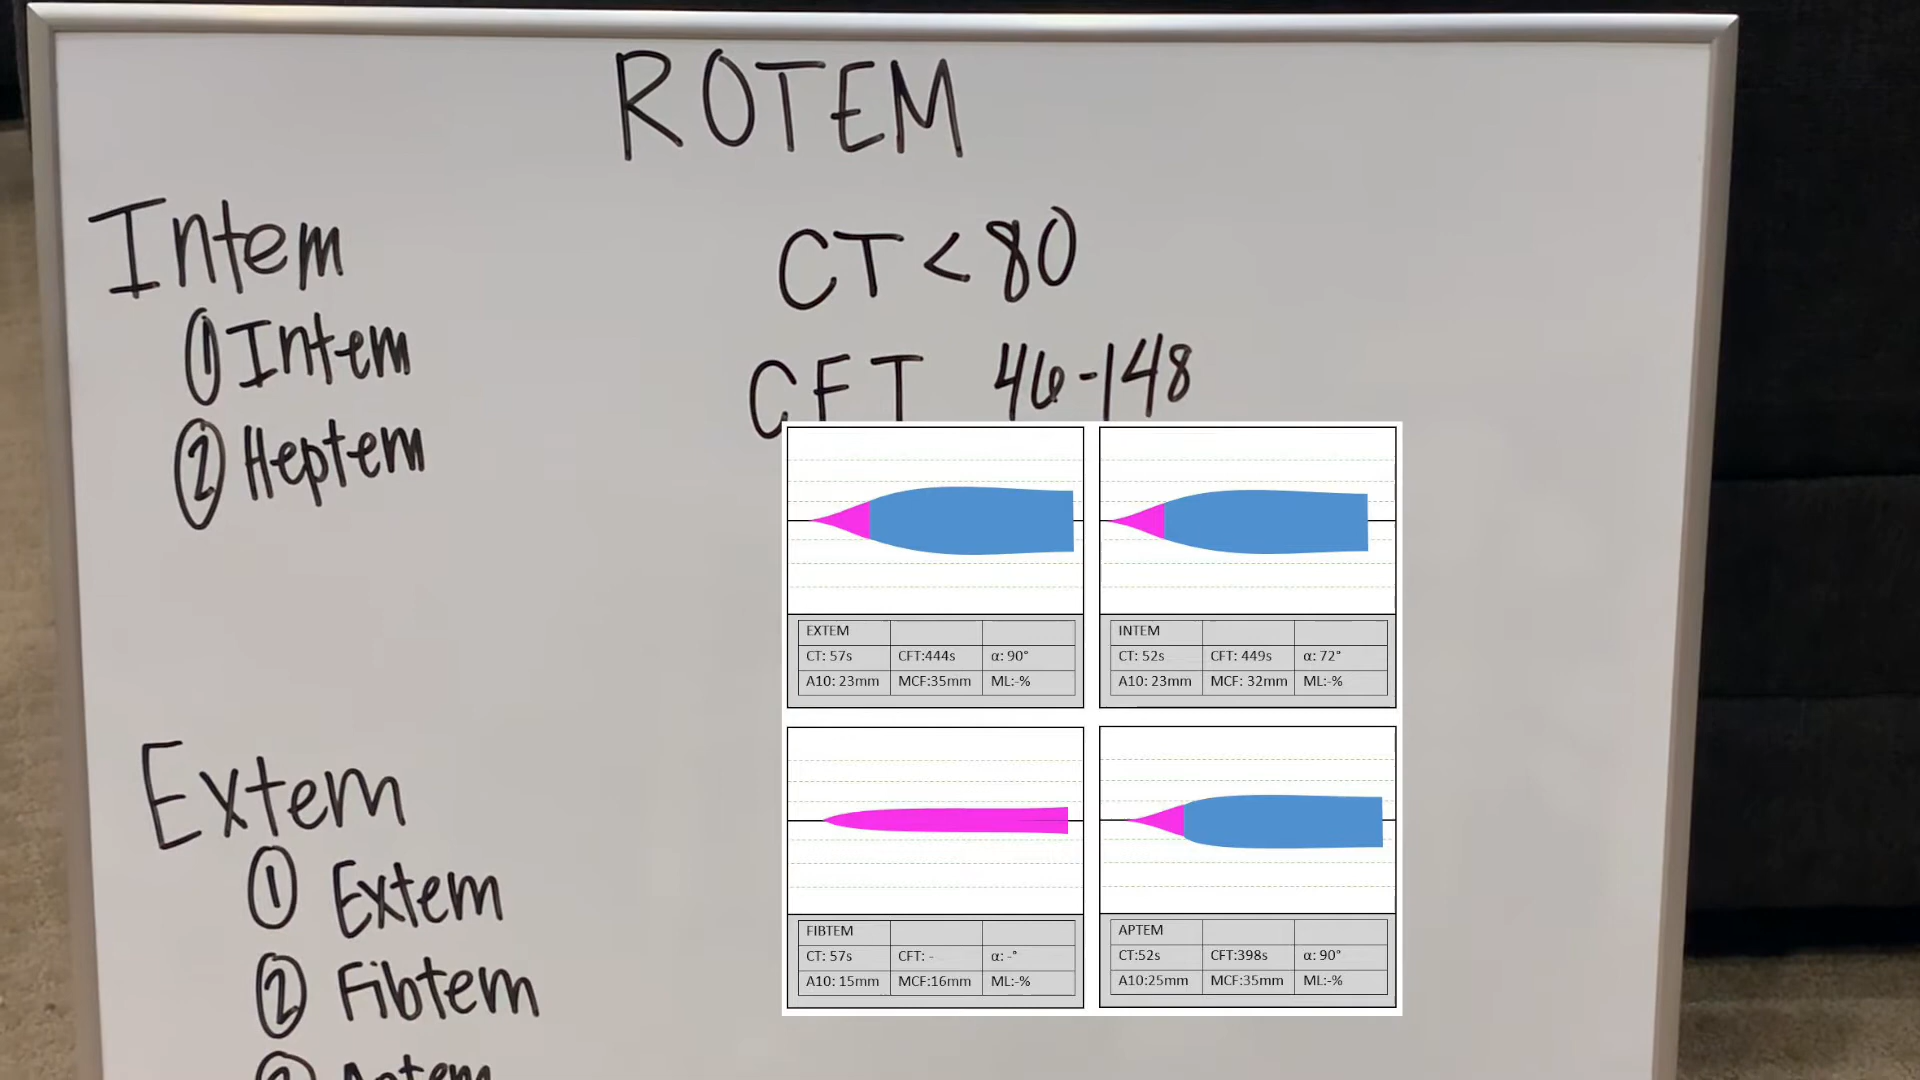 ROTEM
Intem
① Intem
② Heptem
CT < 80
CFT 46-148
EXTEM
CT: 57s CFT:444s α: 90°
A10: 23mm MCF:35mm ML:-%
INTEM
CT: 52s CFT: 449s α: 72°
A10: 23mm MCF: 32mm ML:-%
Extem
① Extem
② Fibtem
FIBTEM
CT: 57s CFT: - α: -°
A10: 15mm MCF:16mm ML:-%
APTEM
CT:52s CFT:398s α: 90°
A10:25mm MCF:35mm ML:-%